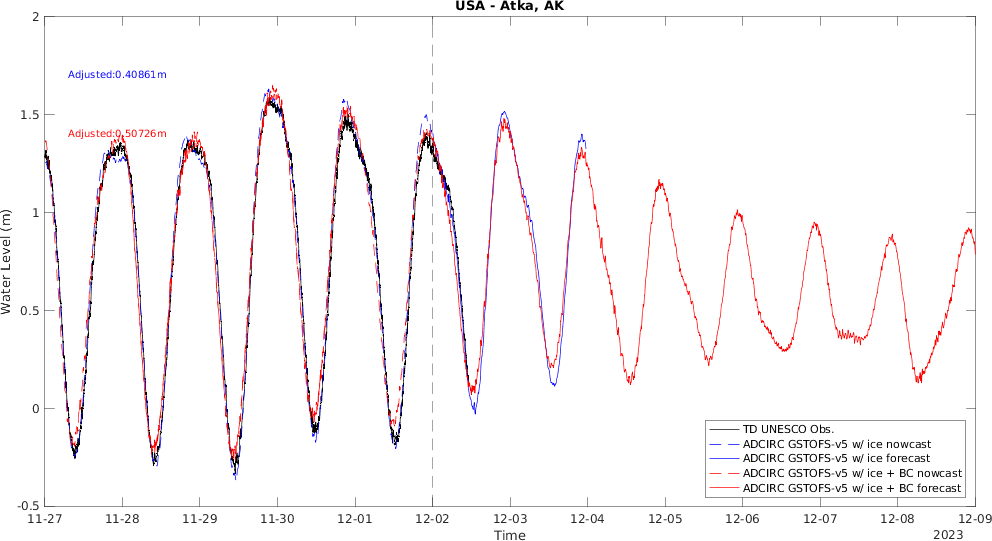 USA - Atka, AK
2
1.5
1
0.5
0
-0.5
Water Level (m)
Adjusted:0.40861m
Adjusted:0.50726m
TD UNESCO Obs.
ADCIRC GSTOFS-v5 w/ ice nowcast
ADCIRC GSTOFS-v5 w/ ice forecast
ADCIRC GSTOFS-v5 w/ ice + BC nowcast
ADCIRC GSTOFS-v5 w/ ice + BC forecast
11-27 11-28 11-29 11-30 12-01 12-02 12-03 12-04 12-05 12-06 12-07 12-08 12-09
Time
2023